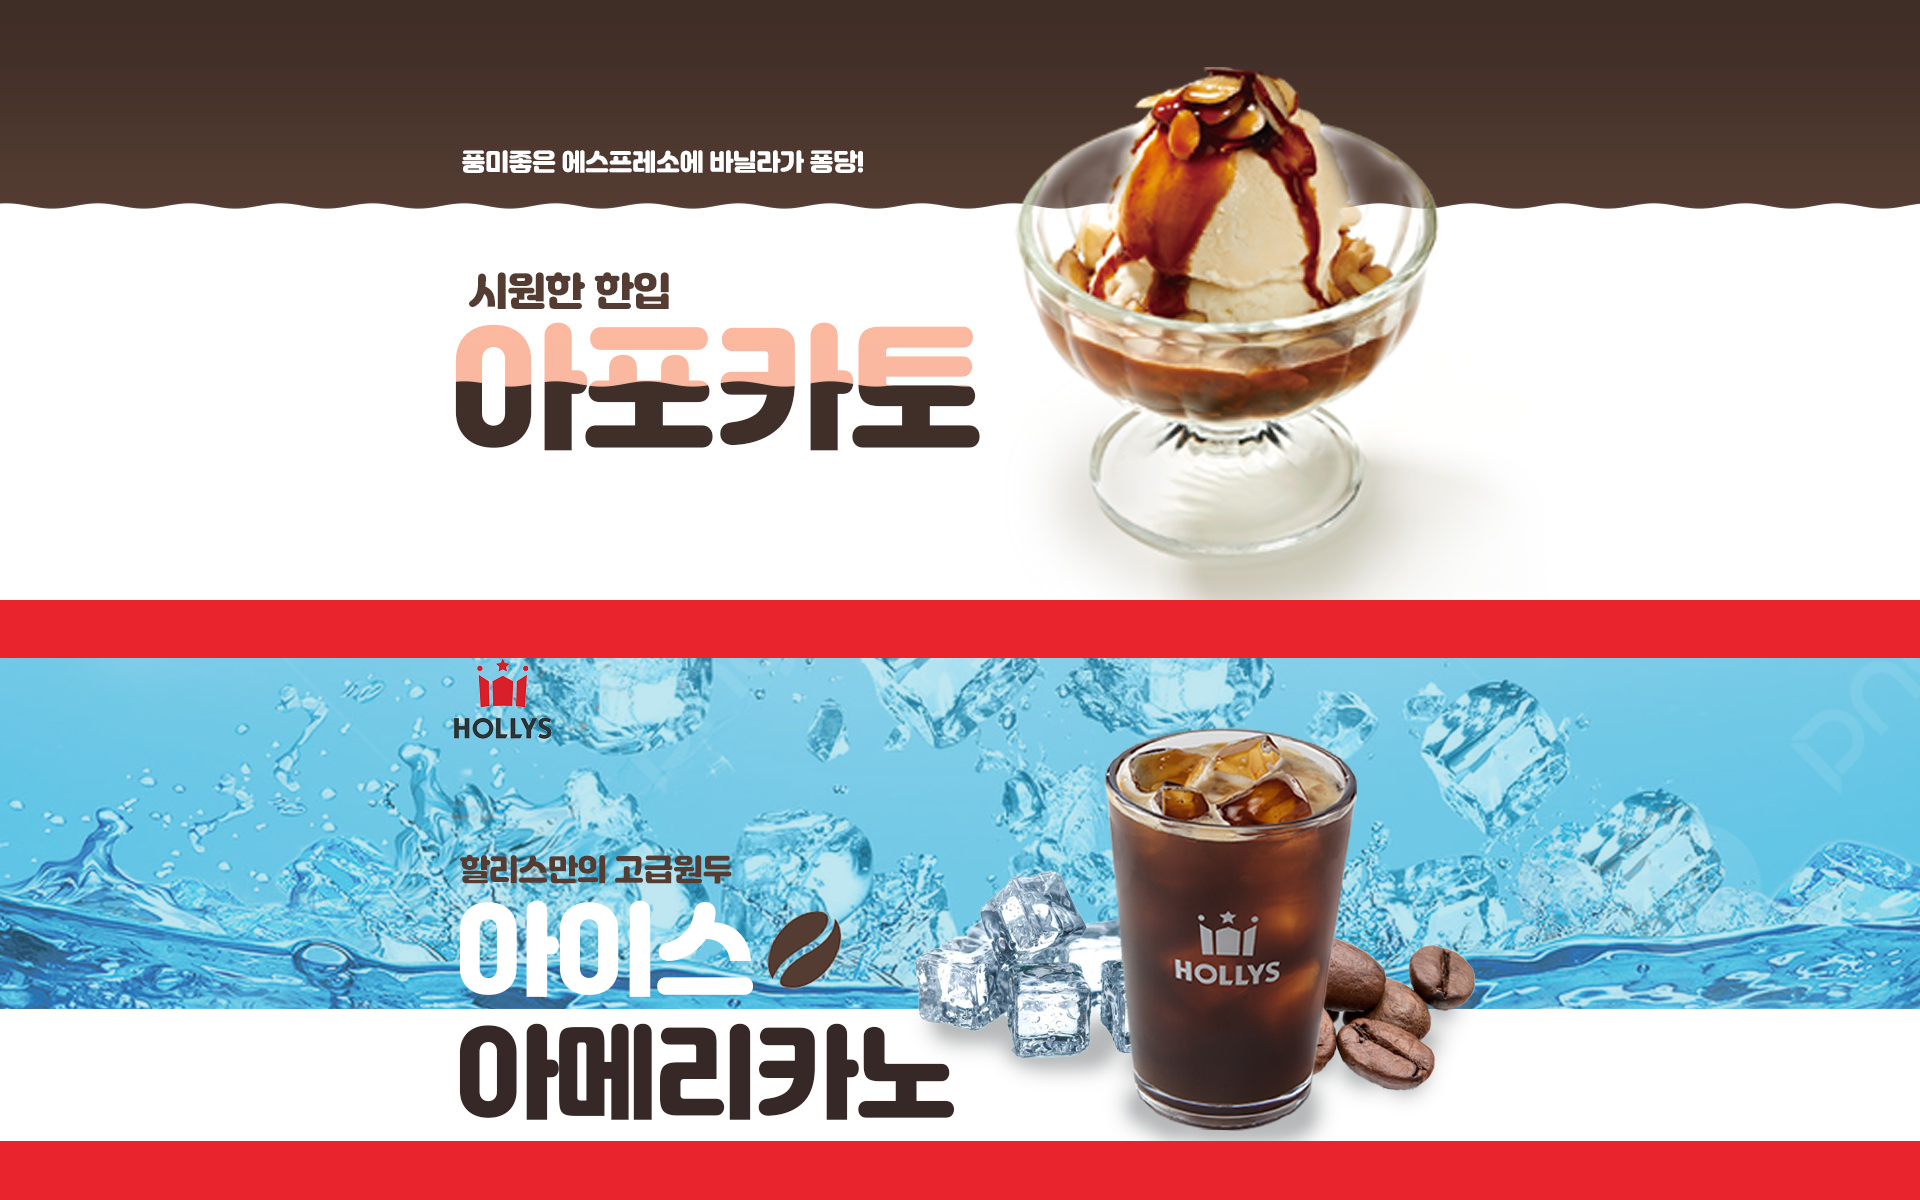 풍미좋은 에스프레소에 바닐라가 퐁당!
시원한 한입
아포카토
HOLLYS
할리스만의 고급원두
아이스
아메리카노
HOLLYS